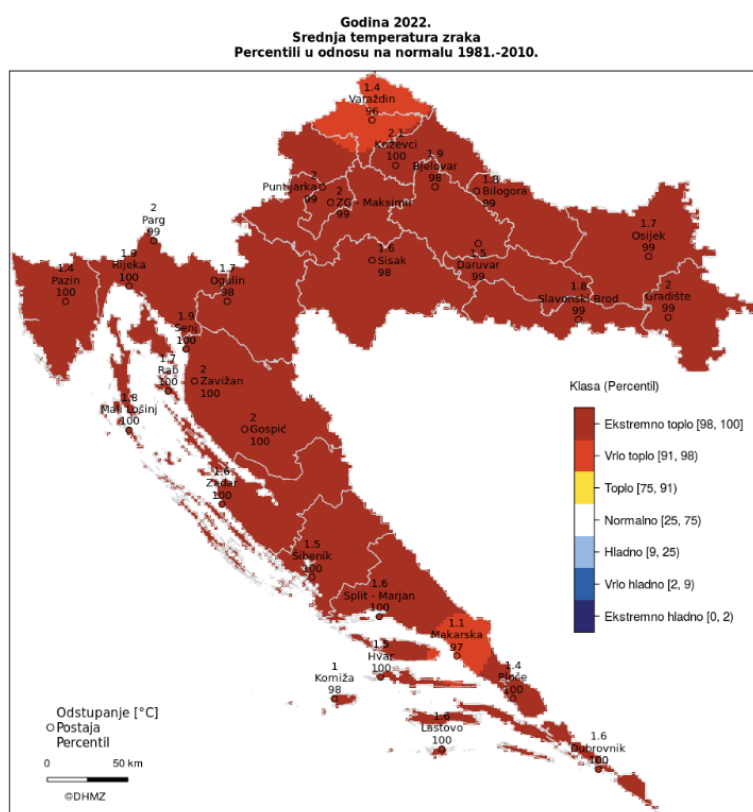 Godina 2022.
Srednja temperatura zraka
Percentili u odnosu na normalu 1981.-2010.
1.4
Varaždin
96
2.1
Koževci
100
1.9
Bjelovar
98
1.8
Bilogora
99
2
Puntijarka
99
2
ZG - Maksimir
99
2
Parg
99
1.9
Rijeka
100
1.4
Pazin
100
1.7
Ogulin
98
1.6
Sisak
98
1.5
Daruvar
99
1.7
Osijek
99
1.8
Slavonski Brod
99
2
Gradište
99
1.9
Senj
100
1.7
Rab
100
2
Zavižan
100
1.8
Mali Lošinj
100
2
Gospić
100
1.6
Zadar
100
1.5
Šibenik
100
1.6
Split - Marjan
100
1.1
Makarska
97
1.5
Hvar
100
1
Komiža
98
1.4
Ploče
100
1.6
Lastovo
100
1.6
Dubrovnik
100
Klasa (Percentil)
Ekstremno toplo [98, 100]
Vrlo toplo [91, 98)
Toplo [75, 91)
Normalno [25, 75)
Hladno [9, 25)
Vrlo hladno [2, 9)
Ekstremno hladno [0, 2)
Odstupanje [°C]
Postaja
Percentil
0 50 km
©DHMZ